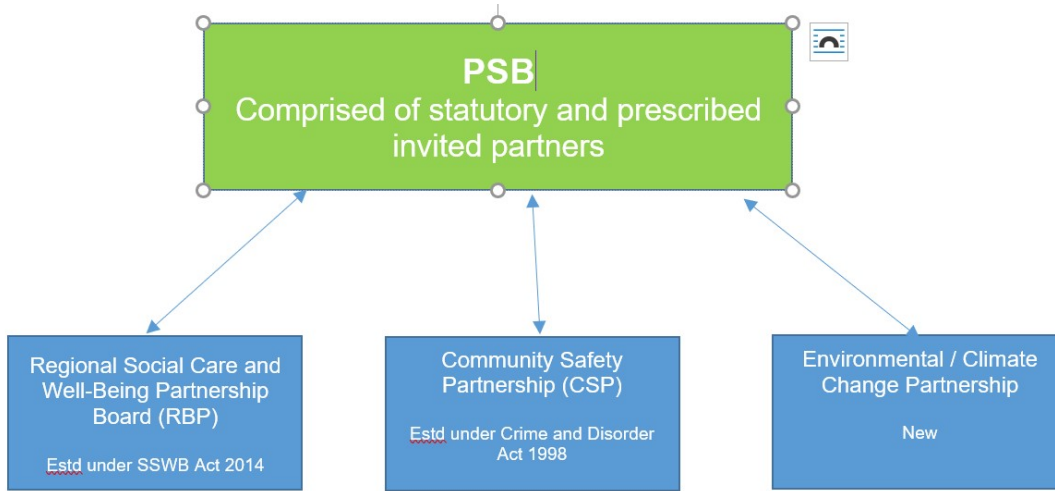 PSB
Comprised of statutory and prescribed
invited partners
Regional Social Care and
Well-Being Partnership
Board (RBP)
Estd under SSWB Act 2014
Community Safety
Partnership (CSP)
Estd under Crime and Disorder
Act 1998
Environmental / Climate
Change Partnership
New